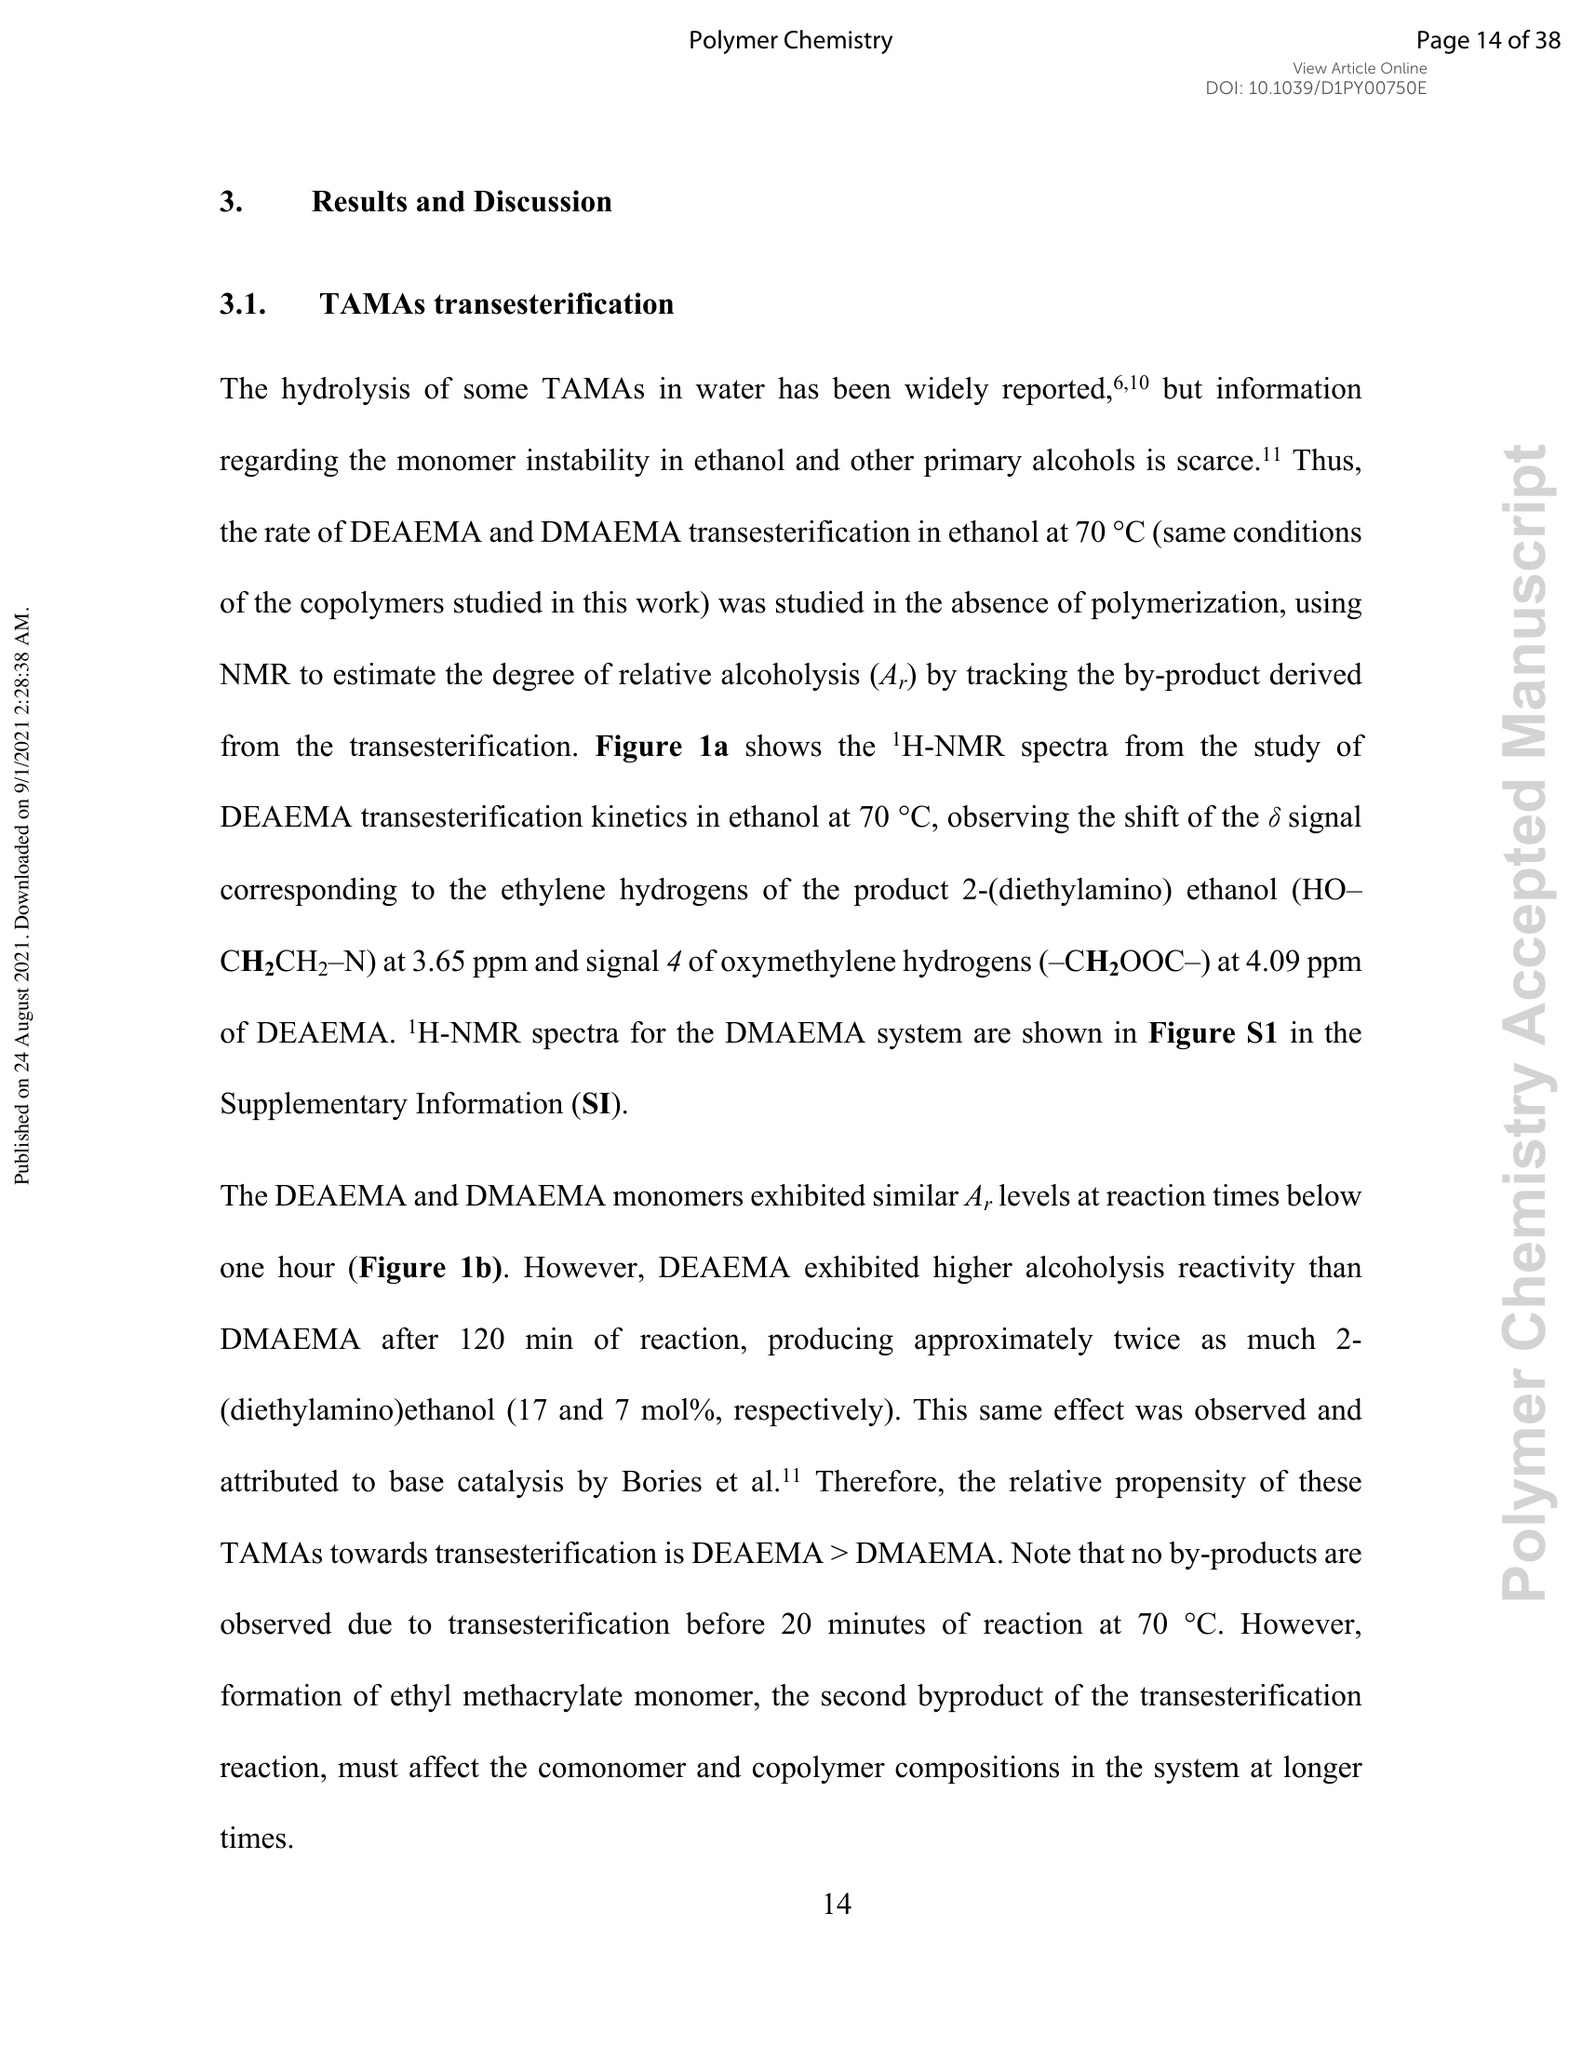 Polymer Chemistry
Page 14 of 38
View Article Online
DOI: 10.1039/D1PY00750E
3. Results and Discussion
3.1. TAMAs transesterification
The hydrolysis of some TAMAs in water has been widely reported,6,10 but information
regarding the monomer instability in ethanol and other primary alcohols is scarce.11 Thus,
the rate of DEAEMA and DMAEMA transesterification in ethanol at 70 °C (same conditions
of the copolymers studied in this work) was studied in the absence of polymerization, using
NMR to estimate the degree of relative alcoholysis (Ar) by tracking the by-product derived
from the transesterification. Figure 1a shows the 1H-NMR spectra from the study of
DEAEMA transesterification kinetics in ethanol at 70 °C, observing the shift of the δ signal
corresponding to the ethylene hydrogens of the product 2-(diethylamino) ethanol (HO–
CH2CH2–N) at 3.65 ppm and signal 4 of oxymethylene hydrogens (–CH2OOC–) at 4.09 ppm
of DEAEMA. 1H-NMR spectra for the DMAEMA system are shown in Figure S1 in the
Supplementary Information (SI).
The DEAEMA and DMAEMA monomers exhibited similar Ar levels at reaction times below
one hour (Figure 1b). However, DEAEMA exhibited higher alcoholysis reactivity than
DMAEMA after 120 min of reaction, producing approximately twice as much 2-
(diethylamino)ethanol (17 and 7 mol%, respectively). This same effect was observed and
attributed to base catalysis by Bories et al.11 Therefore, the relative propensity of these
TAMAs towards transesterification is DEAEMA > DMAEMA. Note that no by-products are
observed due to transesterification before 20 minutes of reaction at 70 °C. However,
formation of ethyl methacrylate monomer, the second byproduct of the transesterification
reaction, must affect the comonomer and copolymer compositions in the system at longer
times.
14
Published on 24 August 2021. Downloaded on 9/1/2021 2:28:38 AM.
Polymer Chemistry Accepted Manuscript